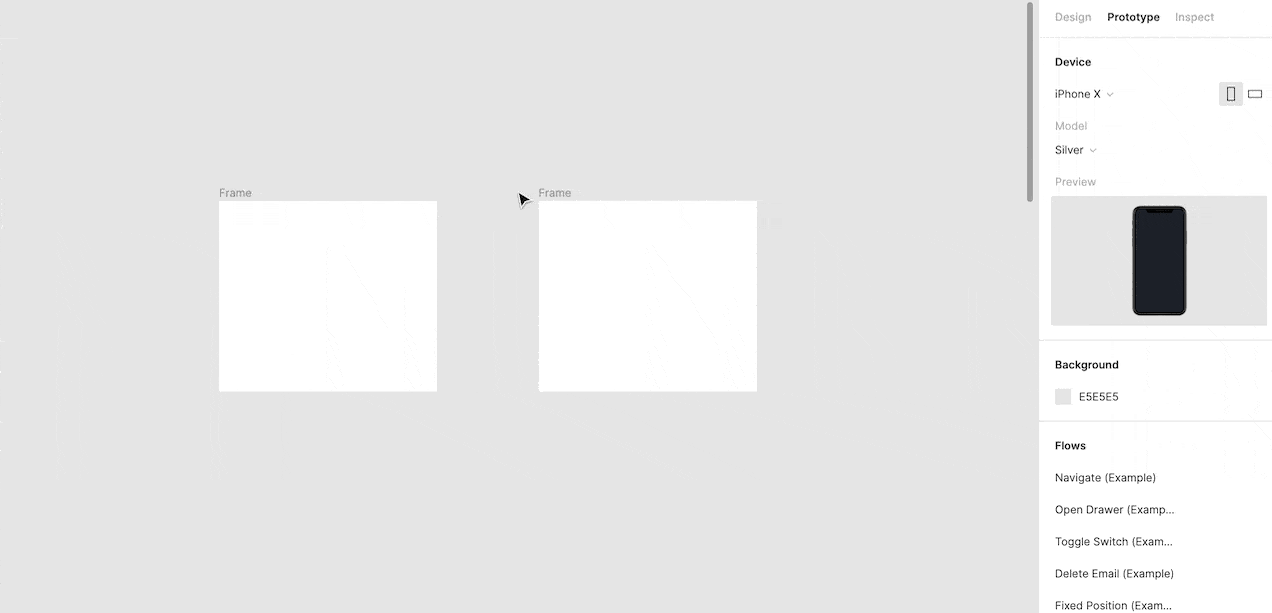 Design Prototype Inspect
Device
iPhone X
Model
Silver
Preview
Frame Frame
Background
E5E5E5
Flows
Navigate (Example)
Open Drawer (Examp...
Toggle Switch (Exam...
Delete Email (Example)
Fixed Position (Exam...